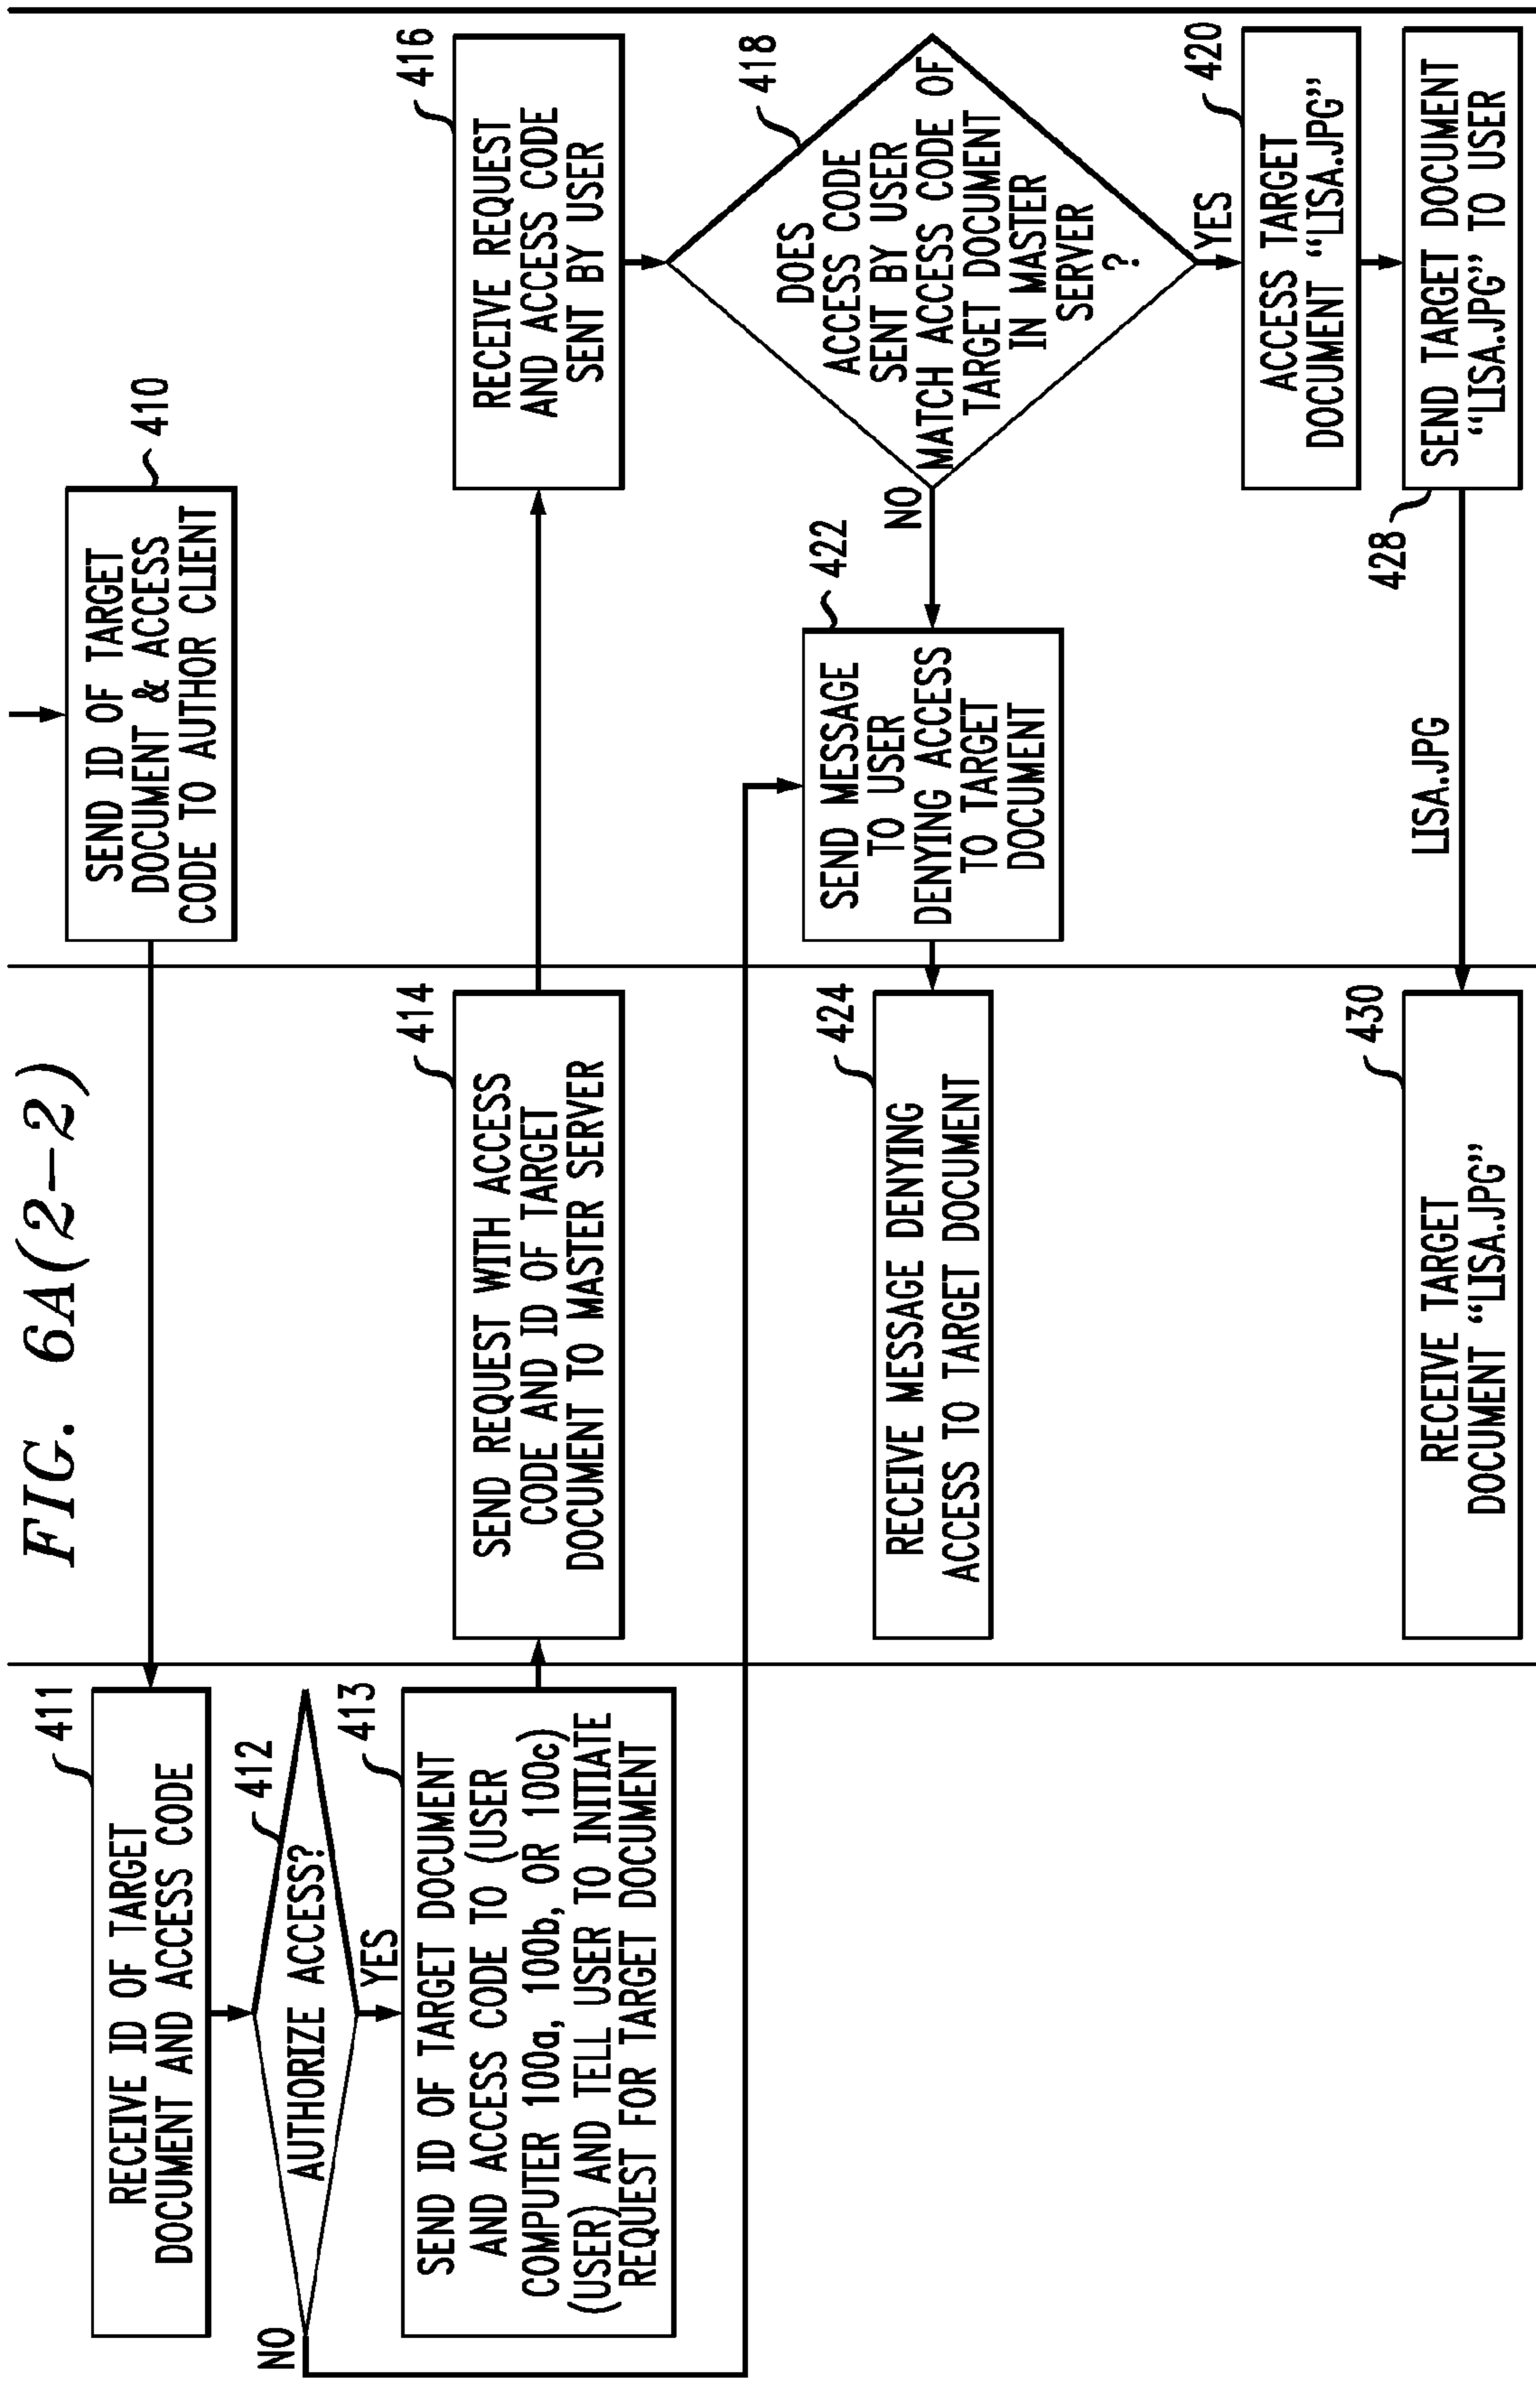 FIG. 6A(2-2)
411
RECEIVE ID OF TARGET
DOCUMENT AND ACCESS CODE
412
AUTHORIZE ACCESS?
NO
YES
413
SEND ID OF TARGET DOCUMENT
AND ACCESS CODE TO (USER
COMPUTER 100a, 100b, OR 100c)
(USER) AND TELL USER TO INITIATE
REQUEST FOR TARGET DOCUMENT
414
SEND REQUEST WITH ACCESS
CODE AND ID OF TARGET
DOCUMENT TO MASTER SERVER
424
RECEIVE MESSAGE DENYING
ACCESS TO TARGET DOCUMENT
430
RECEIVE TARGET
DOCUMENT “LISA.JPG”
410
SEND ID OF TARGET
DOCUMENT & ACCESS
CODE TO AUTHOR CLIENT
416
RECEIVE REQUEST
AND ACCESS CODE
SENT BY USER
418
DOES
ACCESS CODE
SENT BY USER
MATCH ACCESS CODE OF
TARGET DOCUMENT
IN MASTER
SERVER
?
NO
YES
422
SEND MESSAGE
TO USER
DENYING ACCESS
TO TARGET
DOCUMENT
420
ACCESS TARGET
DOCUMENT “LISA.JPG”
428
SEND TARGET DOCUMENT
“LISA.JPG” TO USER
LISA.JPG